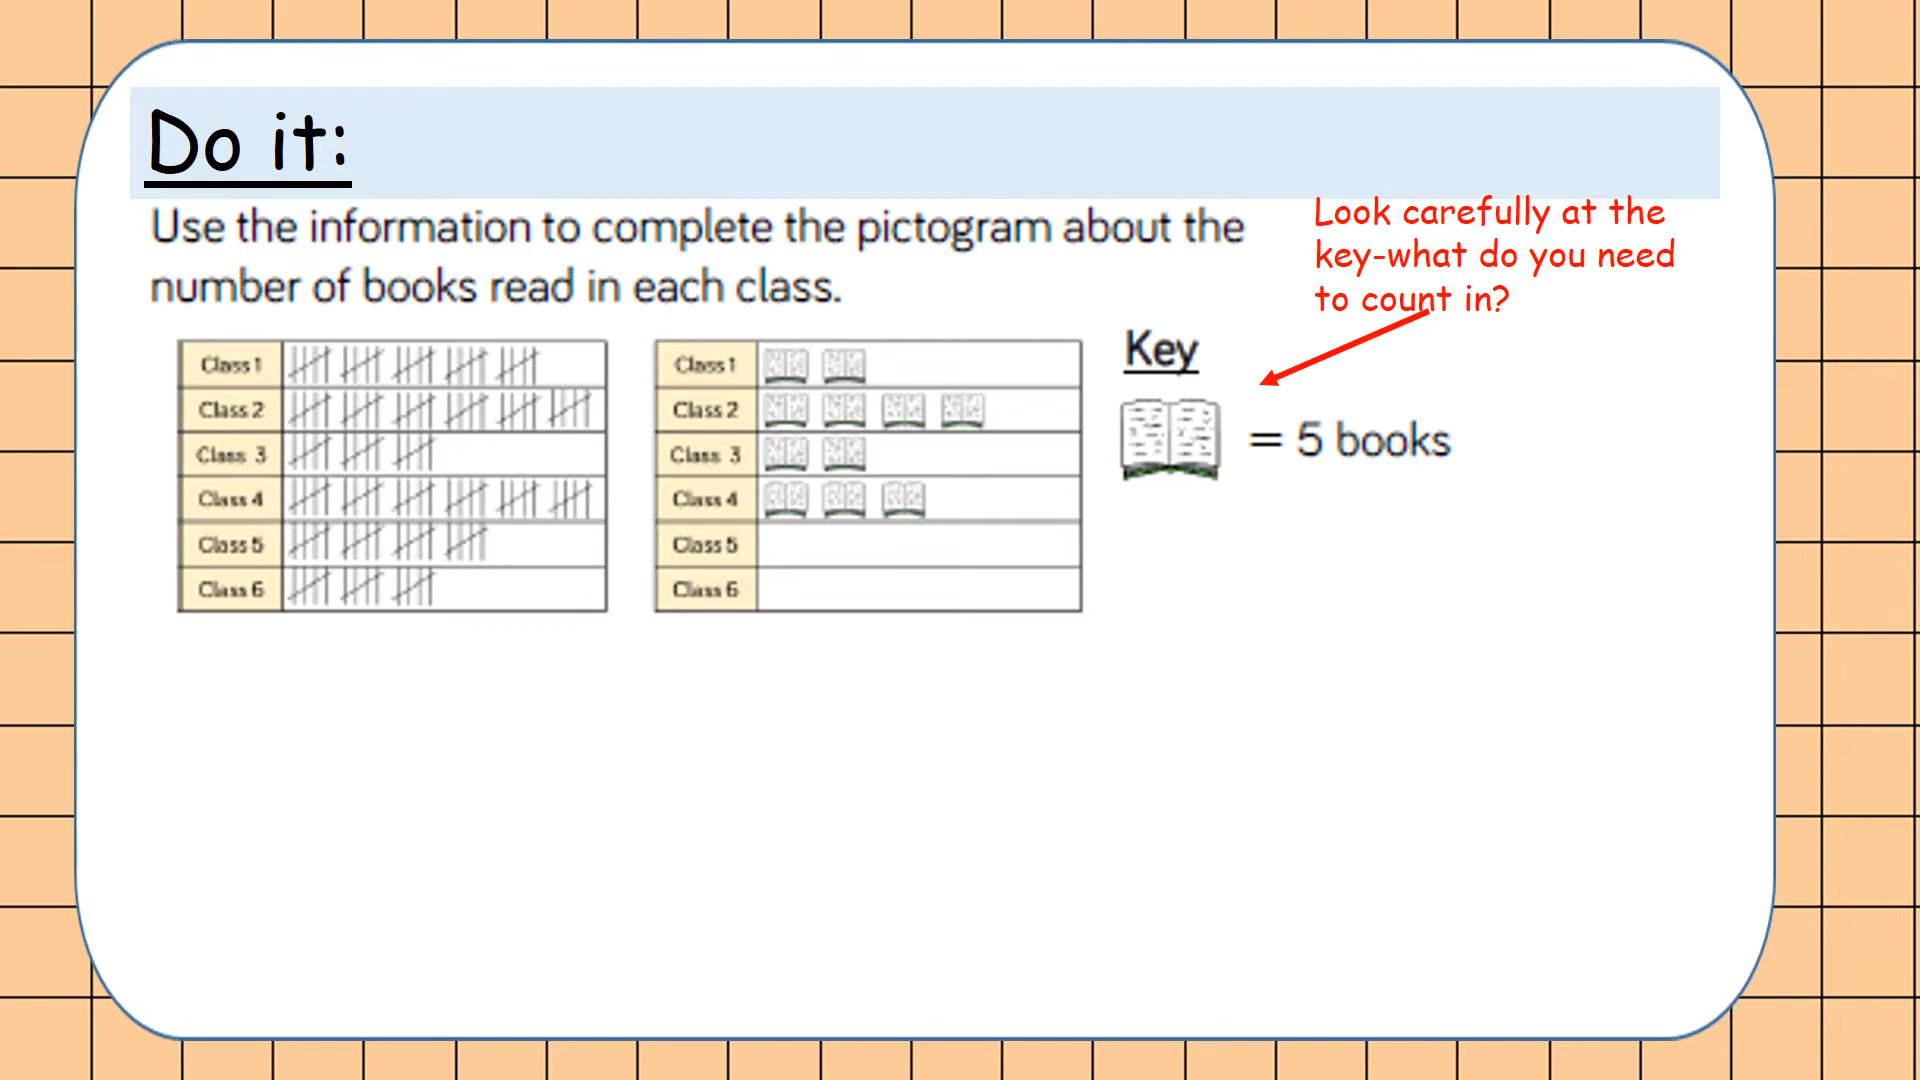 Do it:
Use the information to complete the pictogram about the
number of books read in each class.
Look carefully at the
key-what do you need
to count in?
Class 1
Class 2
Class 3
Class 4
Class 5
Class 6
Class 1
Class 2
Class 3
Class 4
Class 5
Class 6
Key
= 5 books